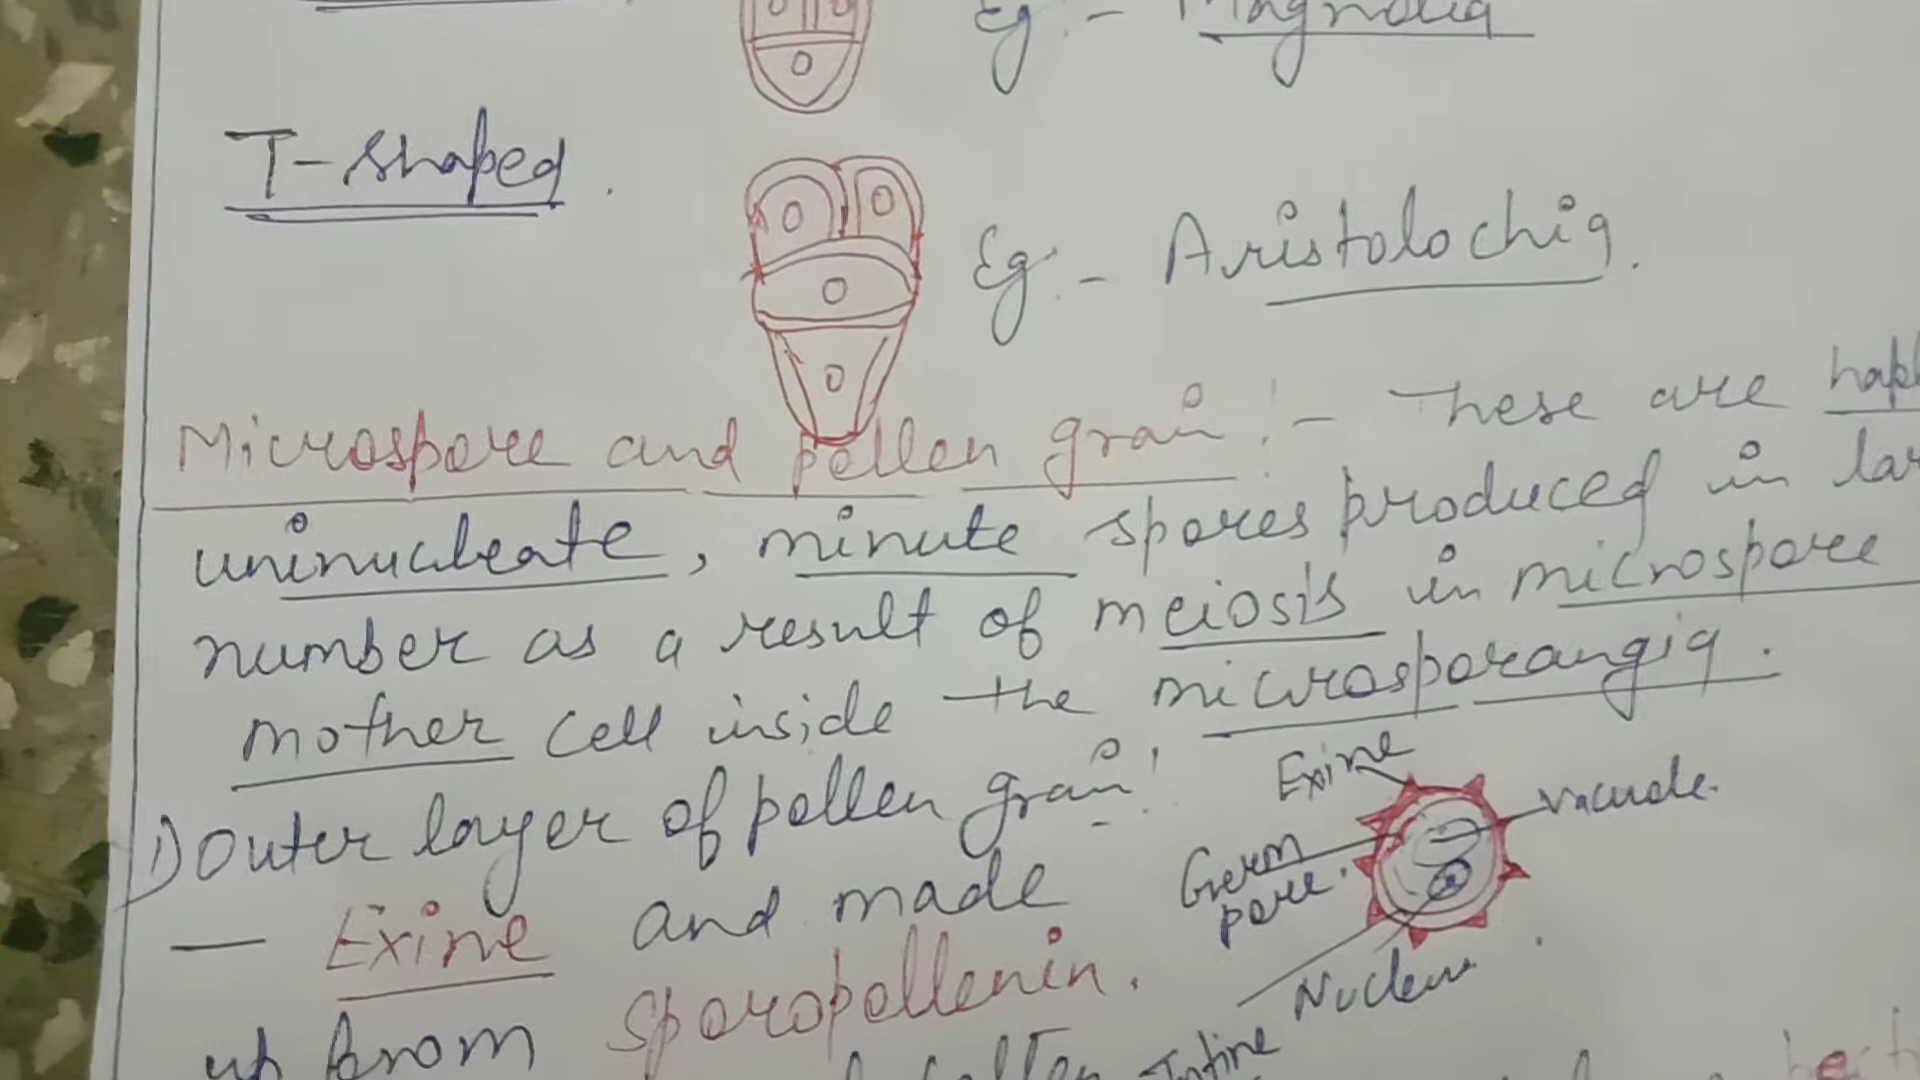 Eg:- Magnolia
T-shaped.
Eg:- Aristolochia.
Microspore and pollen grain!- These are
uninucleate, minute spores produced in
number as a result of meiosis in microspore
mother cell inside the microsporangia.
1) Outer layer of pollen grain!
Exine
vacuole.
Germ
pore.
— Exine and made
Nucleus
up from sporopollenin.
Intine